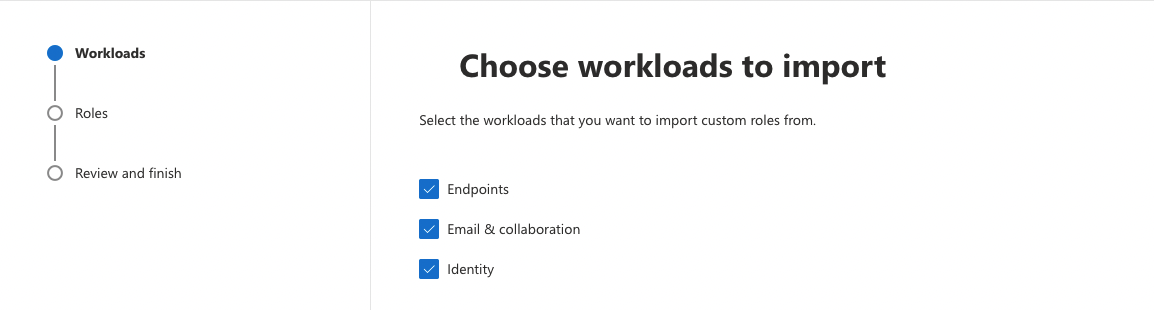 Workloads
Roles
Review and finish
Choose workloads to import
Select the workloads that you want to import custom roles from.
Endpoints
Email & collaboration
Identity